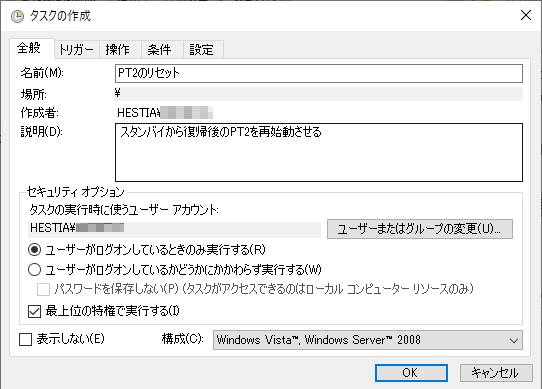 タスクの作成
全般 トリガー 操作 条件 設定
名前(M): PT2のリセット
場所: \
作成者: HESTIA\
説明(D): スタンバイから復帰後のPT2を再始動させる
セキュリティ オプション
タスクの実行時に使うユーザー アカウント:
HESTIA\ ユーザーまたはグループの変更(U)...
ユーザーがログオンしているときのみ実行する(R)
ユーザーがログオンしているかどうかにかかわらず実行する(W)
パスワードを保存しない(P) (タスクがアクセスできるのはローカル コンピューター リソースのみ)
最上位の特権で実行する(I)
表示しない(E) 構成(C): Windows Vista™, Windows Server™ 2008
OK キャンセル